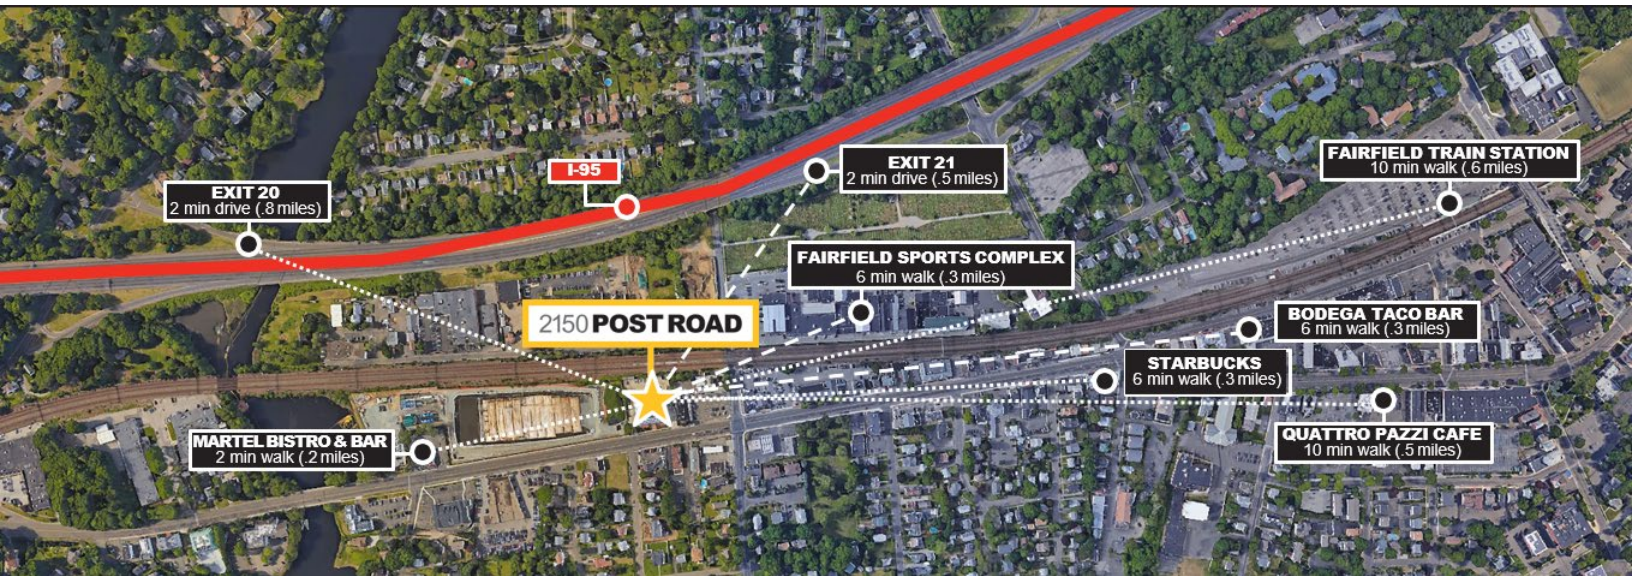 FAIRFIELD TRAIN STATION
10 min walk (.6 miles)
EXIT 21
2 min drive (.5 miles)
I-95
EXIT 20
2 min drive (.8 miles)
FAIRFIELD SPORTS COMPLEX
6 min walk (.3 miles)
2150 POST ROAD
BODEGA TACO BAR
6 min walk (.3 miles)
STARBUCKS
6 min walk (.3 miles)
MARTEL BISTRO & BAR
2 min walk (.2 miles)
QUATTRO PAZZI CAFE
10 min walk (.5 miles)